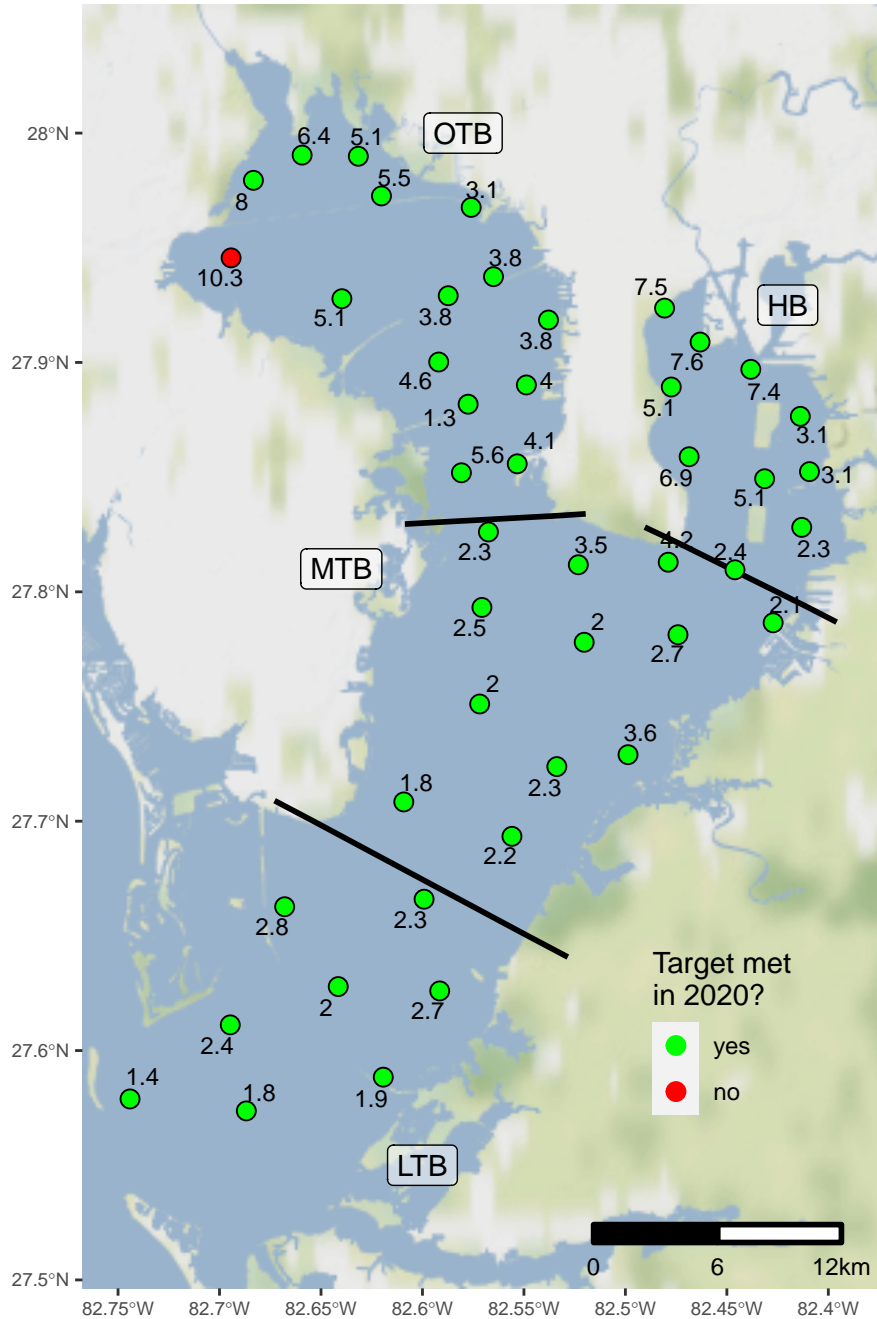 OTB
28°N
6.4
5.1
8
5.5
3.1
10.3
3.8
5.1
3.8
3.8
7.5
HB
27.9°N
4.6
4
7.6
7.4
5.1
1.3
3.1
5.6
4.1
6.9
5.1
3.1
2.3
MTB
2.3
3.5
4.2
2.4
27.8°N
2.5
2
2.7
2.1
2
3.6
2.3
1.8
27.7°N
2.2
2.8
2.3
Target met
in 2020?
2
2.7
2.4
27.6°N
yes
no
1.4
1.8
1.9
LTB
0 6 12km
27.5°N
82.75°W 82.7°W 82.65°W 82.6°W 82.55°W 82.5°W 82.45°W 82.4°W